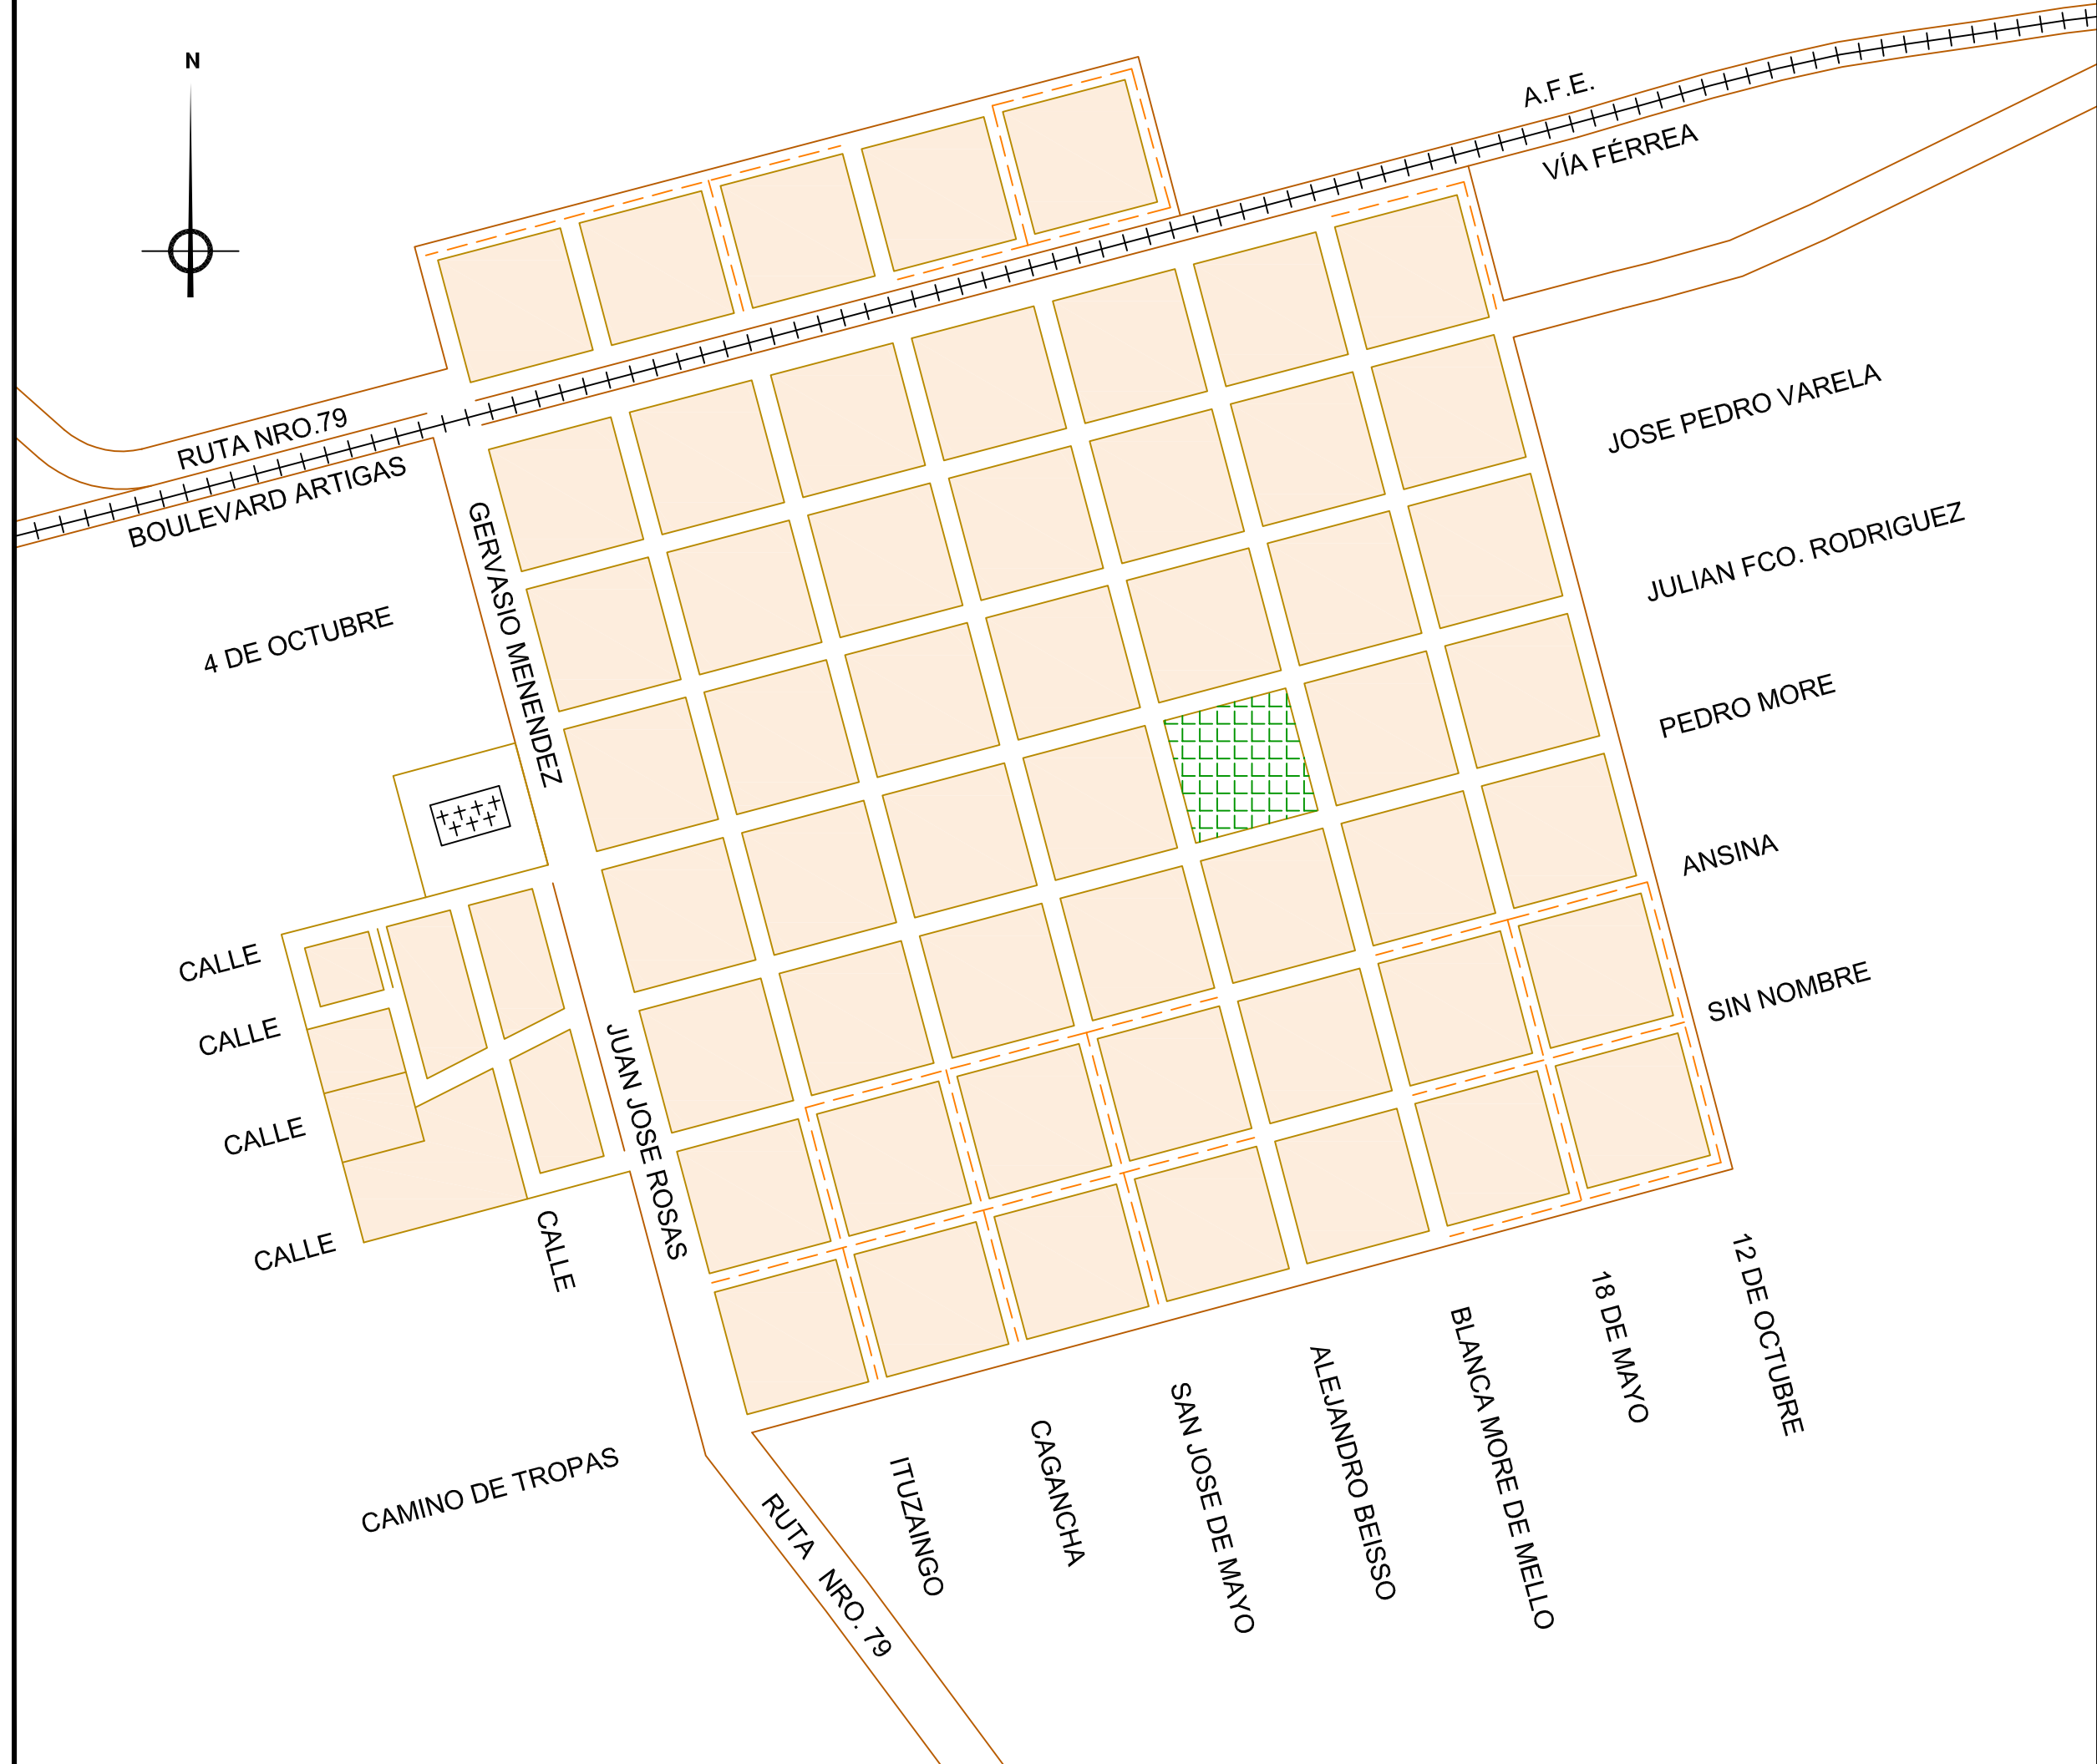 N
A.F.E.
VÍA FÉRREA
RUTA NRO.79
BOULEVARD ARTIGAS
JOSE PEDRO VARELA
GERVASIO MENENDEZ
JULIAN FCO. RODRIGUEZ
4 DE OCTUBRE
PEDRO MORE
ANSINA
CALLE
SIN NOMBRE
CALLE
JUAN JOSE ROSAS
CALLE
CALLE
CALLE
12 DE OCTUBRE
18 DE MAYO
BLANCA MORE DE MELLO
ALEJANDRO BEISSO
SAN JOSE DE MAYO
CAGANCHA
ITUZAINGO
CAMINO DE TROPAS
RUTA NRO. 79